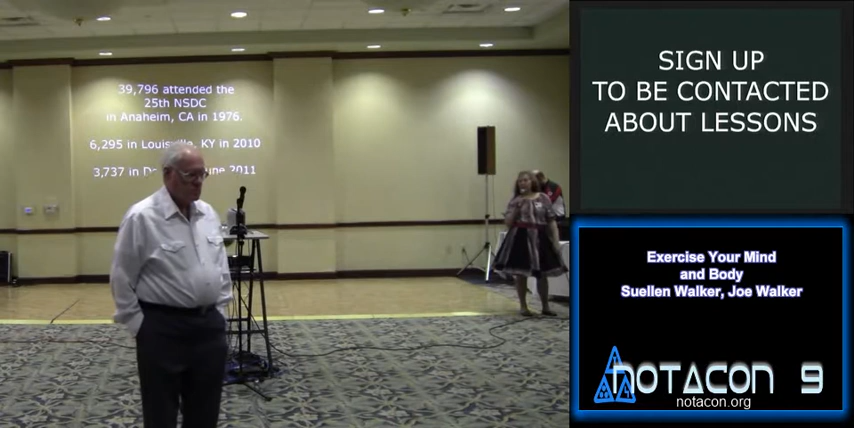 39,796 attended the
25th NSDC
in Anaheim, CA in 1976.
6,295 in Louisville, KY in 2010
3,737 in June 2011
SIGN UP
TO BE CONTACTED
ABOUT LESSONS
Exercise Your Mind
and Body
Suellen Walker, Joe Walker
NOTACON 9
notacon.org